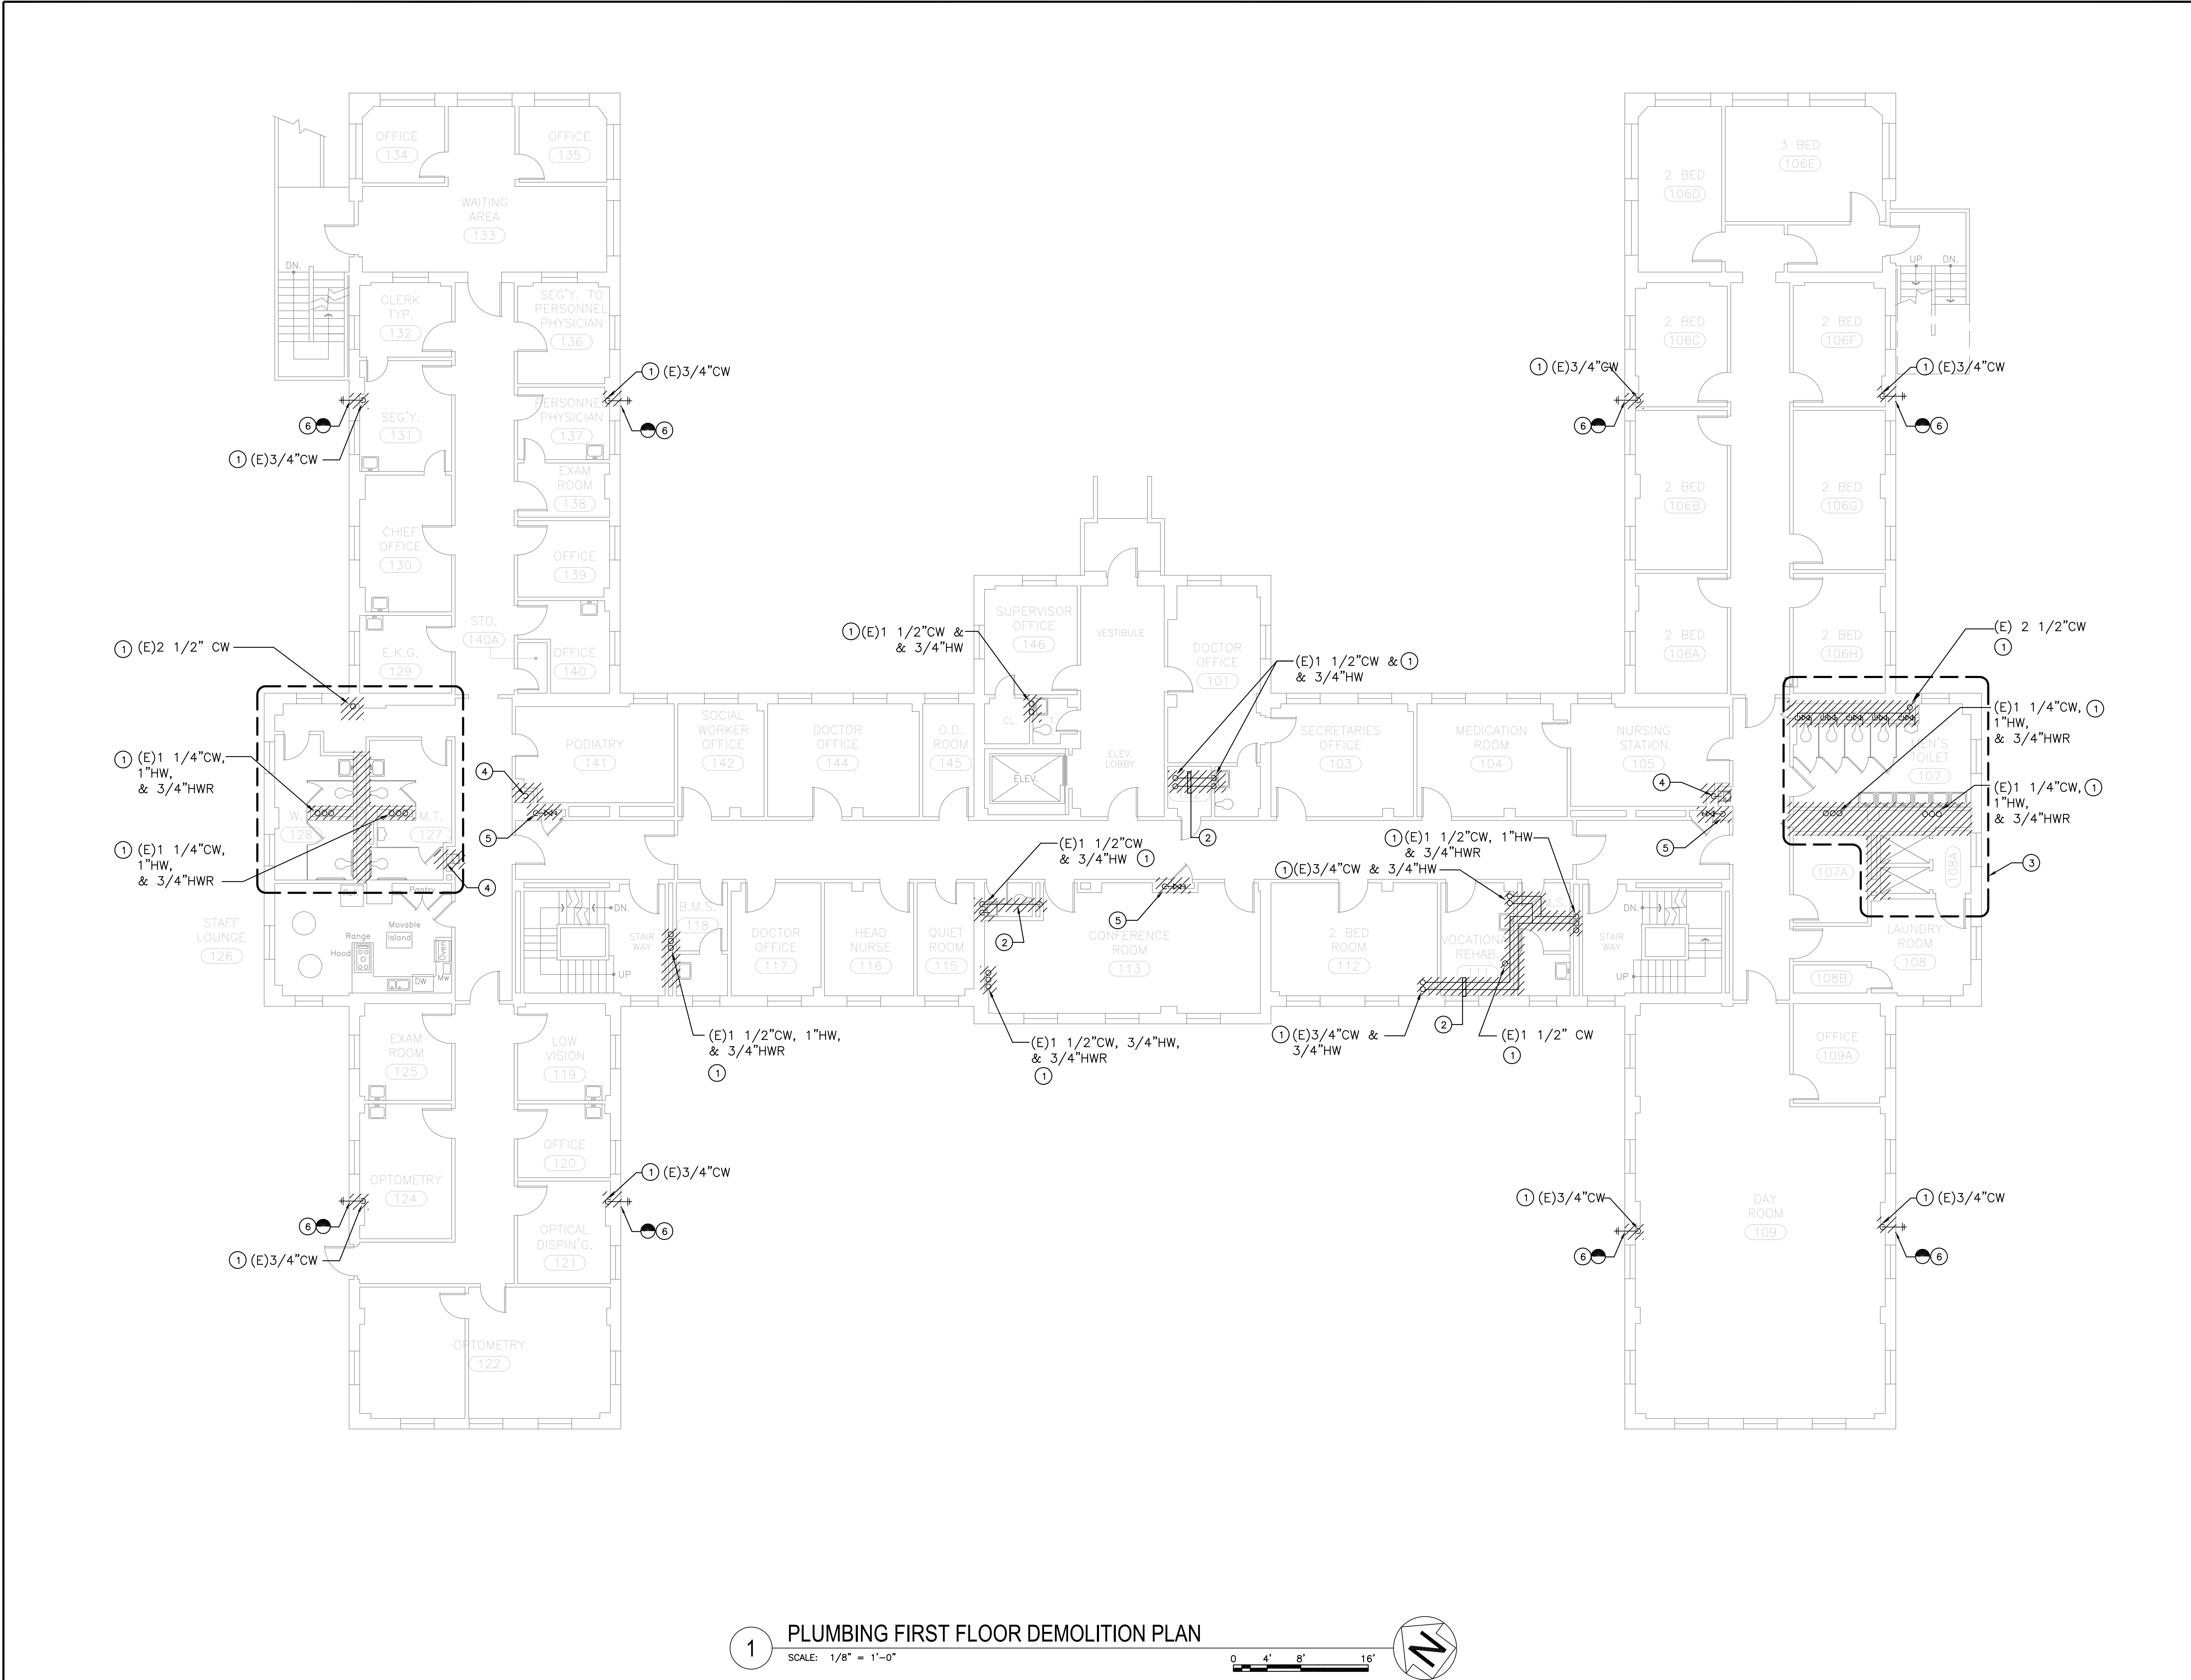 OFFICE
134
OFFICE
135
WAITING
AREA
133
DN.
CLERK
TYP.
132
SEG'Y. TO
PERSONNEL
PHYSICIAN
136
1 (E)3/4"CW
SEG'Y.
131
6
1 (E)3/4"CW
PERSONNEL
PHYSICIAN
137
6
EXAM
ROOM
138
CHIEF
OFFICE
130
OFFICE
139
STO.
140A
E.K.G.
129
OFFICE
140
3 BED
106E
2 BED
106D
UP
DN.
2 BED
106C
2 BED
106F
1 (E)3/4"CW
1 (E)3/4"CW
6
6
2 BED
106B
2 BED
106G
2 BED
106A
2 BED
106H
1 (E)2 1/2" CW
1 (E)1 1/4"CW,
1"HW,
& 3/4"HWR
W.T.
128
M.T.
127
1 (E)1 1/4"CW,
1"HW,
& 3/4"HWR
4
4
5
PODIATRY
141
SOCIAL
WORKER
OFFICE
142
DOCTOR
OFFICE
144
O.D.
ROOM
145
1 (E)1 1/2"CW &
& 3/4"HW
SUPERVISOR
OFFICE
146
CL.
ELEV.
VESTIBULE
ELEV.
LOBBY
DOCTOR
OFFICE
101
(E)1 1/2"CW & 1
& 3/4"HW
2
SECRETARIES
OFFICE
103
MEDICATION
ROOM
104
NURSING
STATION
105
4
5
(E) 2 1/2"CW
1
(E)1 1/4"CW, 1
1"HW,
& 3/4"HWR
MEN'S
TOILET
107
(E)1 1/4"CW, 1
1"HW,
& 3/4"HWR
3
107A
108A
LAUNDRY
ROOM
108
108B
STAFF
LOUNGE
126
Ref.
Pantry
Movable
Island
Range
Hood
Oven
Mw
DW
DN.
UP
STAIR
WAY
B.M.S.
118
DOCTOR
OFFICE
117
HEAD
NURSE
116
QUIET
ROOM
115
(E)1 1/2"CW
& 3/4"HW 1
2
5
CONFERENCE
ROOM
113
2 BED
ROOM
112
1 (E)3/4"CW & 3/4"HW
1 (E)1 1/2"CW, 1"HW
& 3/4"HWR
VOCATIONAL
REHAB.
111
STAIR
WAY
DN.
UP
(E)1 1/2"CW, 1"HW,
& 3/4"HWR
1
(E)1 1/2"CW, 3/4"HW,
& 3/4"HWR
1
1 (E)3/4"CW &
3/4"HW
2
(E)1 1/2" CW
1
EXAM
ROOM
125
LOW
VISION
119
OPTOMETRY
124
OFFICE
120
1 (E)3/4"CW
6
6
1 (E)3/4"CW
OPTICAL
DISPIN'G.
121
OPTOMETRY
122
OFFICE
109A
DAY
ROOM
109
1 (E)3/4"CW
1 (E)3/4"CW
6
6
1
PLUMBING FIRST FLOOR DEMOLITION PLAN
SCALE: 1/8" = 1'-0"
0 4' 8' 16'
N